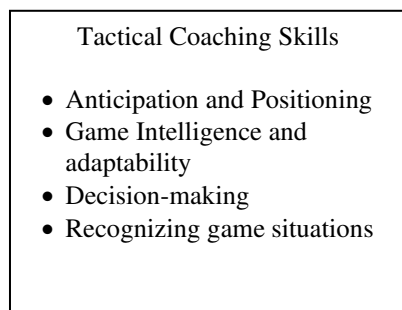 Tactical Coaching Skills
• Anticipation and Positioning
• Game Intelligence and
adaptability
• Decision-making
• Recognizing game situations